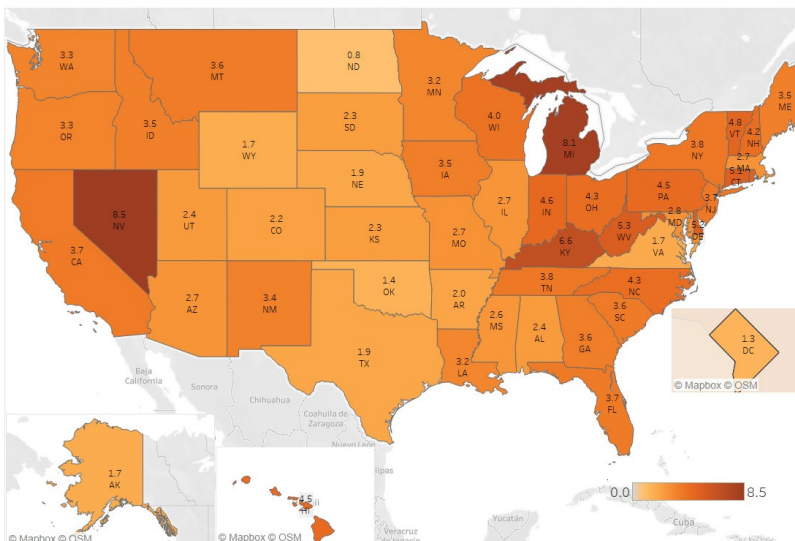 3.3
WA
3.6
MT
0.8
ND
3.2
MN
3.5
ME
4.8
VT
4.2
NH
3.3
OR
3.5
ID
2.3
SD
4.0
WI
8.1
MI
3.8
NY
2.7
MA
CT
1.7
WY
3.5
IA
1.9
NE
4.5
PA
3.7
NJ
8.5
NV
2.4
UT
2.2
CO
2.7
IL
4.6
IN
4.3
OH
2.8
MD
DE
5.3
WV
1.7
VA
3.7
CA
2.3
KS
2.7
MO
6.6
KY
3.8
TN
4.3
NC
2.7
AZ
3.4
NM
1.4
OK
2.0
AR
3.6
SC
2.6
MS
2.4
AL
3.6
GA
1.9
TX
3.2
LA
3.7
FL
1.3
DC
© Mapbox © OSM
Baja
California
Sonora
Chihuahua
Coahuila de
Zaragoza
Nuevo León
1.7
AK
© Mapbox © OSM
4.5
HI
© Mapbox © OSM
Yucatán
Cuba
0.0
8.5